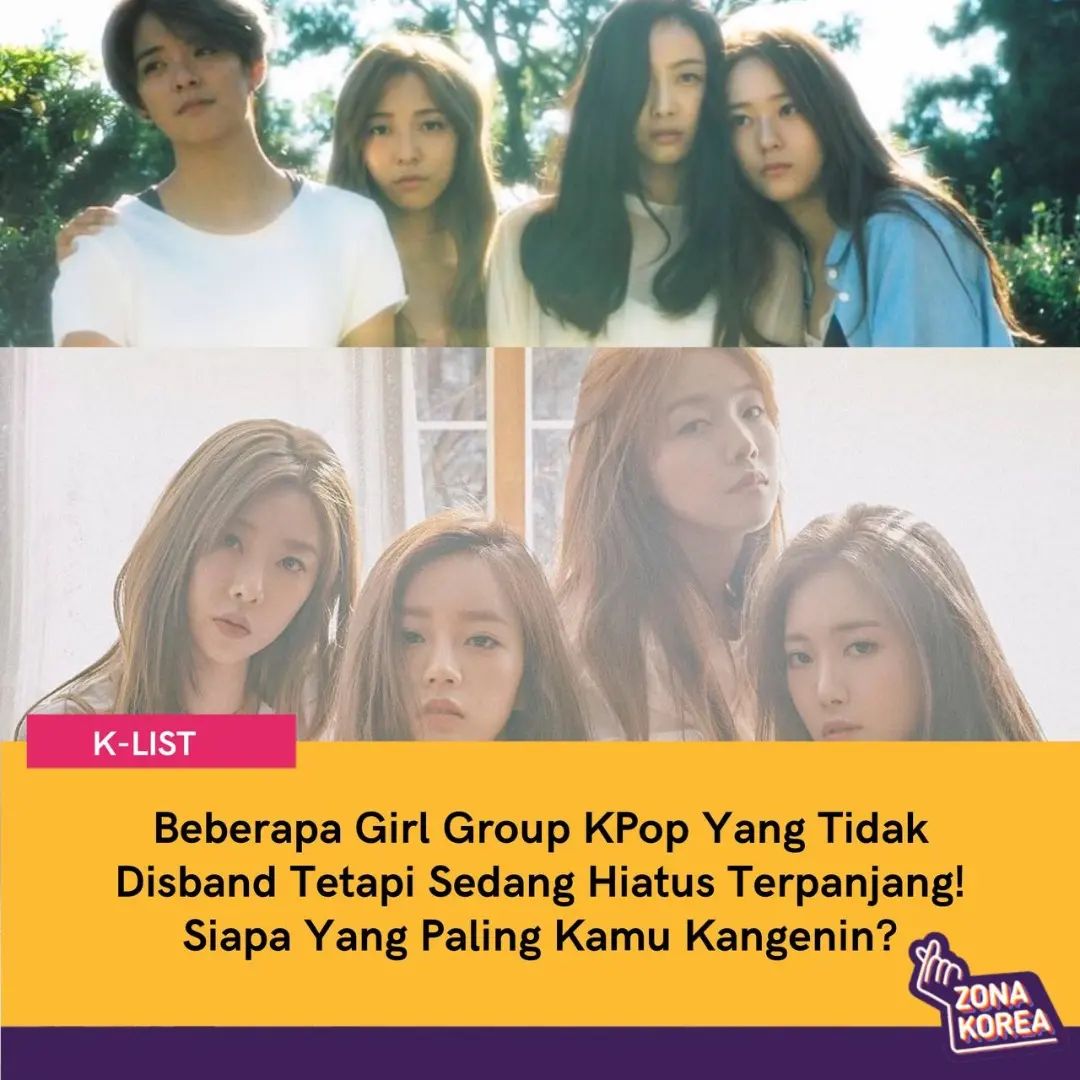 K-LIST
Beberapa Girl Group KPop Yang Tidak
Disband Tetapi Sedang Hiatus Terpanjang!
Siapa Yang Paling Kamu Kangenin?
ZONA
KOREA